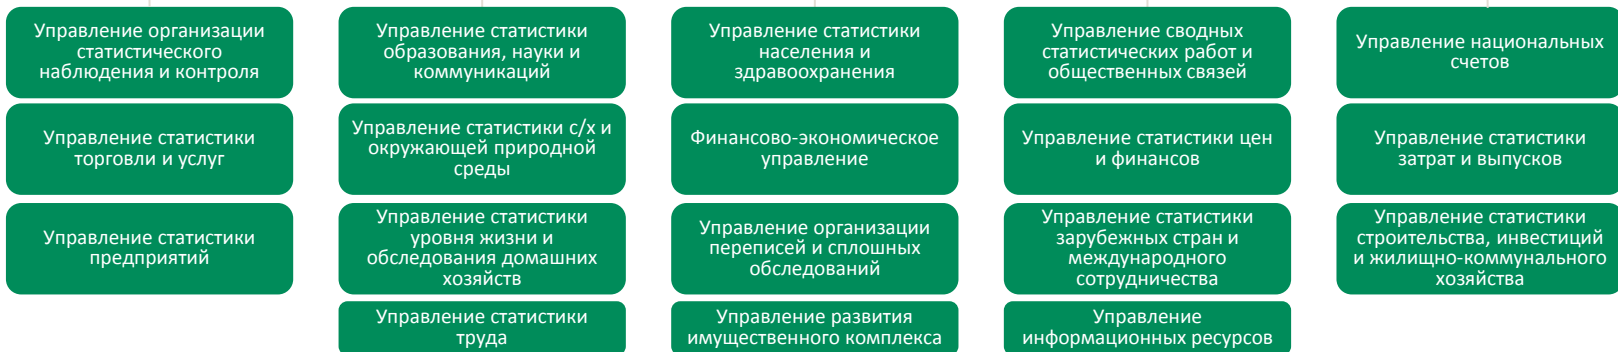 Управление организации
статистического
наблюдения и контроля
Управление статистики
торговли и услуг
Управление статистики
предприятий
Управление статистики
образования, науки и
коммуникаций
Управление статистики с/х и
окружающей природной
среды
Управление статистики
уровня жизни и
обследования домашних
хозяйств
Управление статистики
труда
Управление статистики
населения и
здравоохранения
Финансово-экономическое
управление
Управление организации
переписей и сплошных
обследований
Управление развития
имущественного комплекса
Управление сводных
статистических работ и
общественных связей
Управление статистики цен
и финансов
Управление статистики
зарубежных стран и
международного
сотрудничества
Управление
информационных ресурсов
Управление национальных
счетов
Управление статистики
затрат и выпусков
Управление статистики
строительства, инвестиций
и жилищно-коммунального
хозяйства